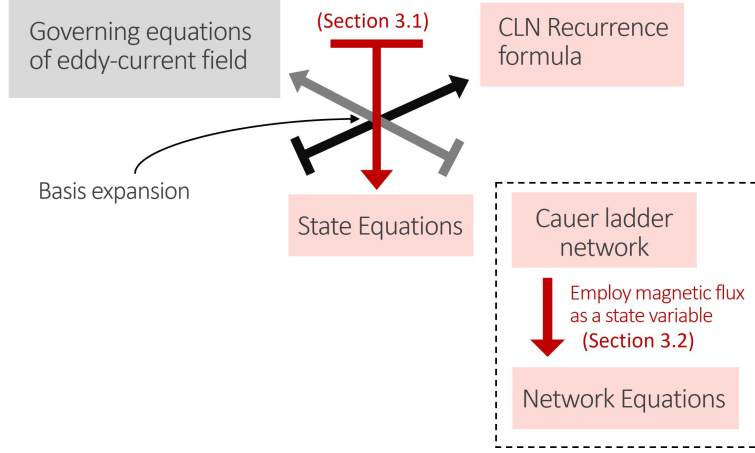 Governing equations
of eddy-current field
(Section 3.1)
CLN Recurrence
formula
Basis expansion
State Equations
Cauer ladder
network
Employ magnetic flux
as a state variable
(Section 3.2)
Network Equations